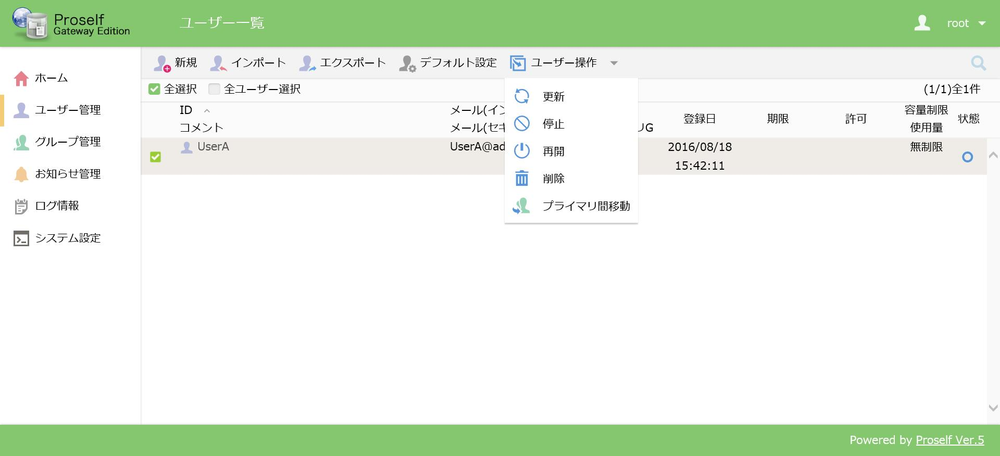 Proself
Gateway Edition
ユーザー一覧
root
新規 インポート エクスポート デフォルト設定 ユーザー操作
ホーム
ユーザー管理
グループ管理
お知らせ管理
ログ情報
システム設定
全選択 全ユーザー選択
(1/1)全1件
更新
停止
再開
削除
プライマリ間移動
ID
コメント
メール(イン
メール(セキ
リG
登録日
期限
許可
容量制限
使用量
状態
UserA
UserA@ad
2016/08/18
15:42:11
無制限
Powered by Proself Ver.5